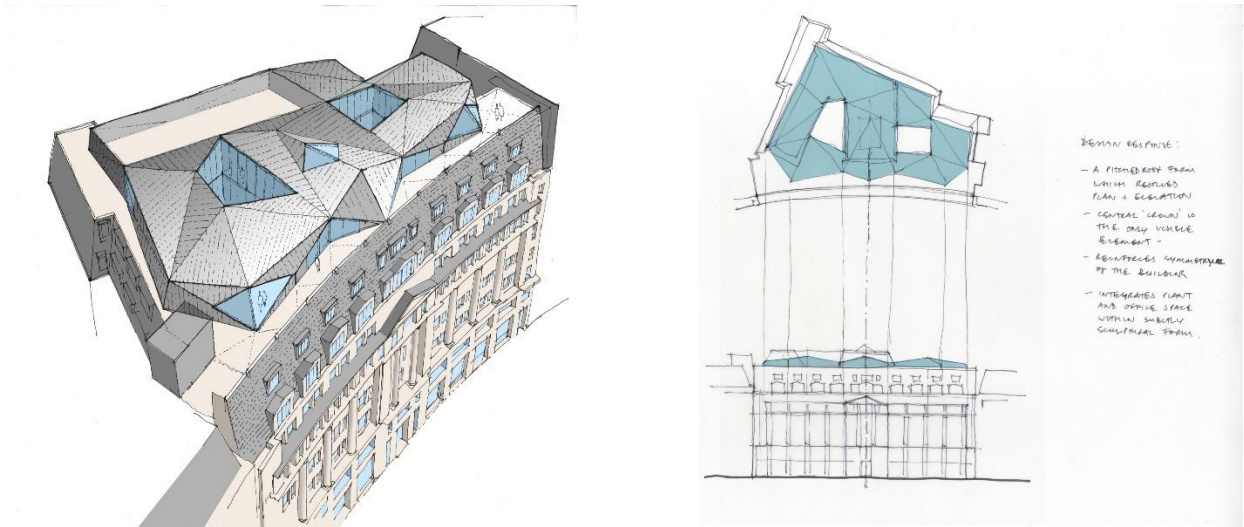 DESIGN RESPONSE:
- A PITCHED ROOF FORM
WHICH RESOLVES
PLAN + ELEVATION
- CENTRAL 'CROWN' IS
THE ONLY VISIBLE
ELEMENT -
- REINFORCES SYMMETRY
OF THE BUILDING
- INTEGRATES PLANT
AND OFFICE SPACE
WITHIN SUBTLY
SCULPTURAL FORM.